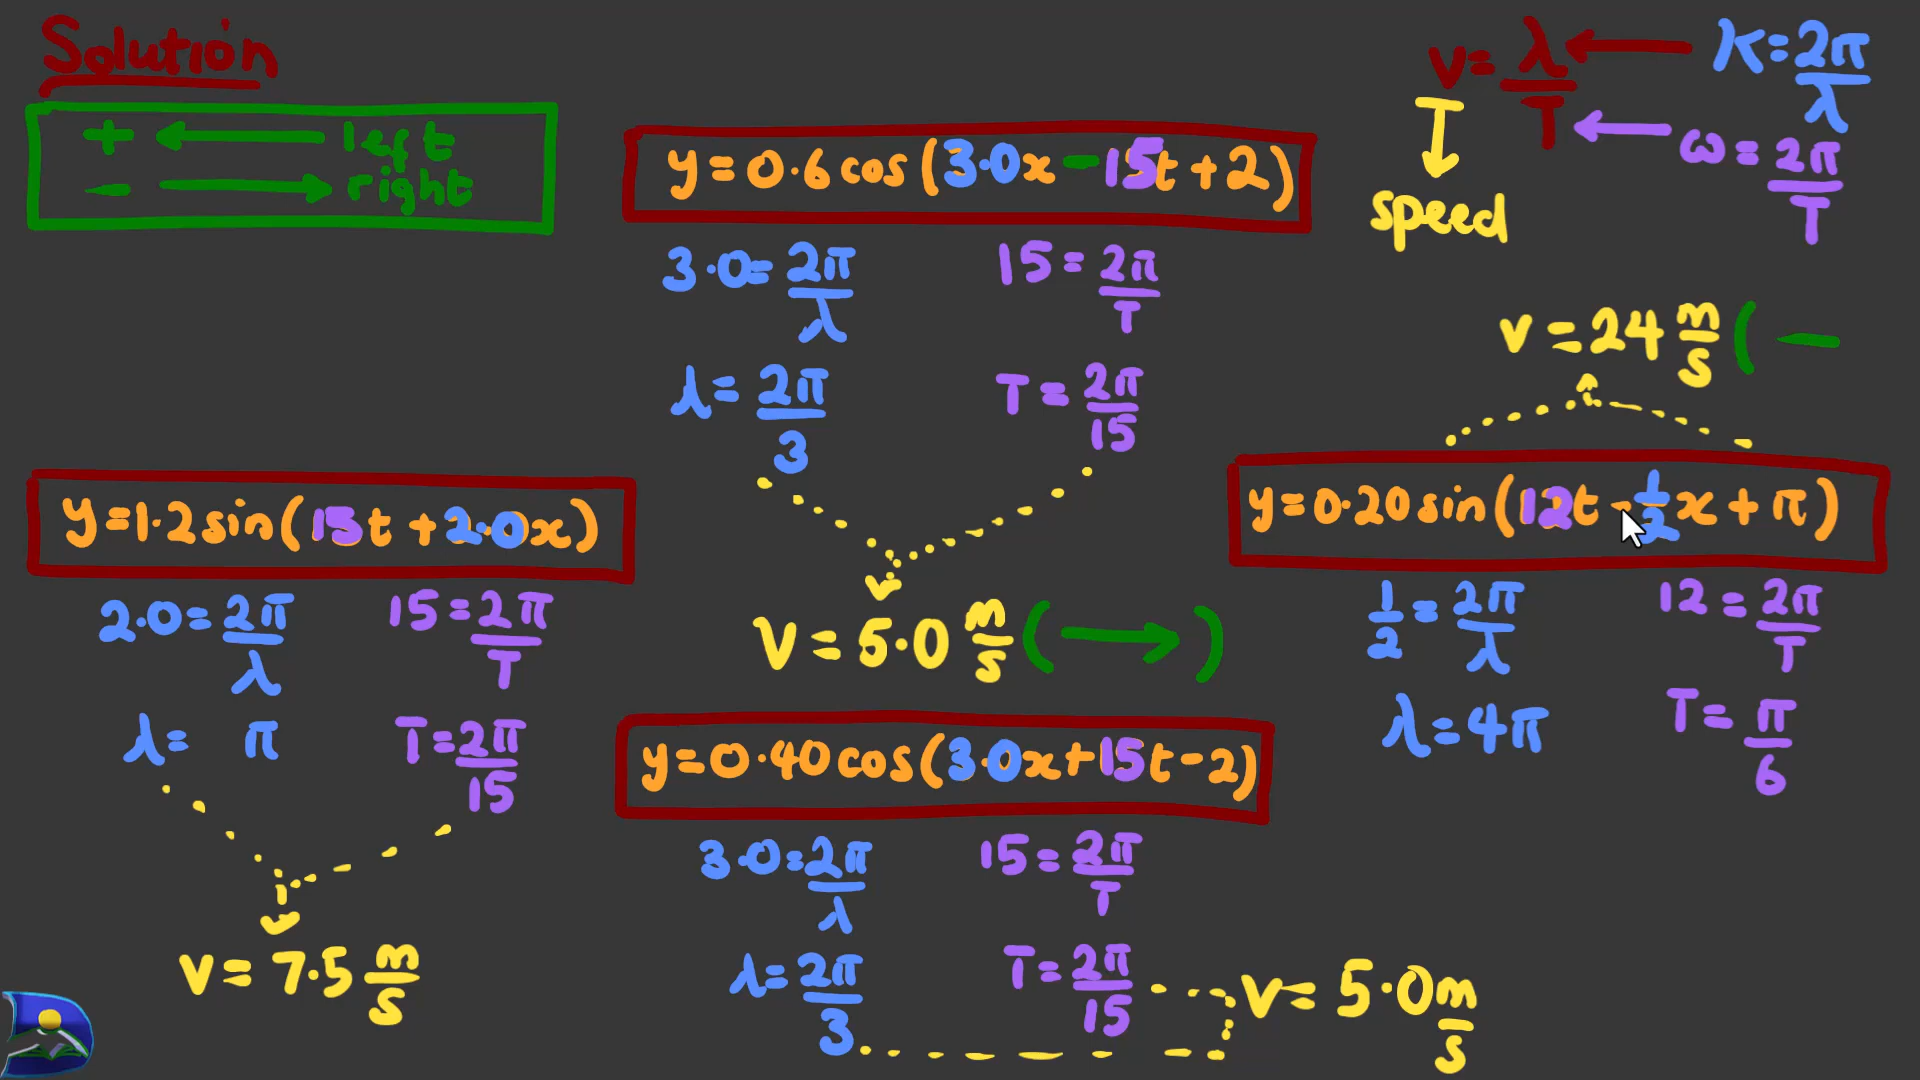 Solution
+ ← left
- → right
v = λ/T ← K = 2π/λ
← ω = 2π/T
speed
y = 0.6 cos (3.0x - 15t + 2)
3.0 = 2π/λ
15 = 2π/T
λ = 2π/3
T = 2π/15
v = 5.0 m/s ( → )
y = 1.2 sin (15t + 2.0x)
2.0 = 2π/λ
15 = 2π/T
λ = π
T = 2π/15
v = 7.5 m/s
y = 0.40 cos (3.0x + 15t - 2)
3.0 = 2π/λ
15 = 2π/T
λ = 2π/3
T = 2π/15
v = 5.0 m/s
v = 24 m/s ( —
y = 0.20 sin (12t - 1/2 x + π)
1/2 = 2π/λ
12 = 2π/T
λ = 4π
T = π/6